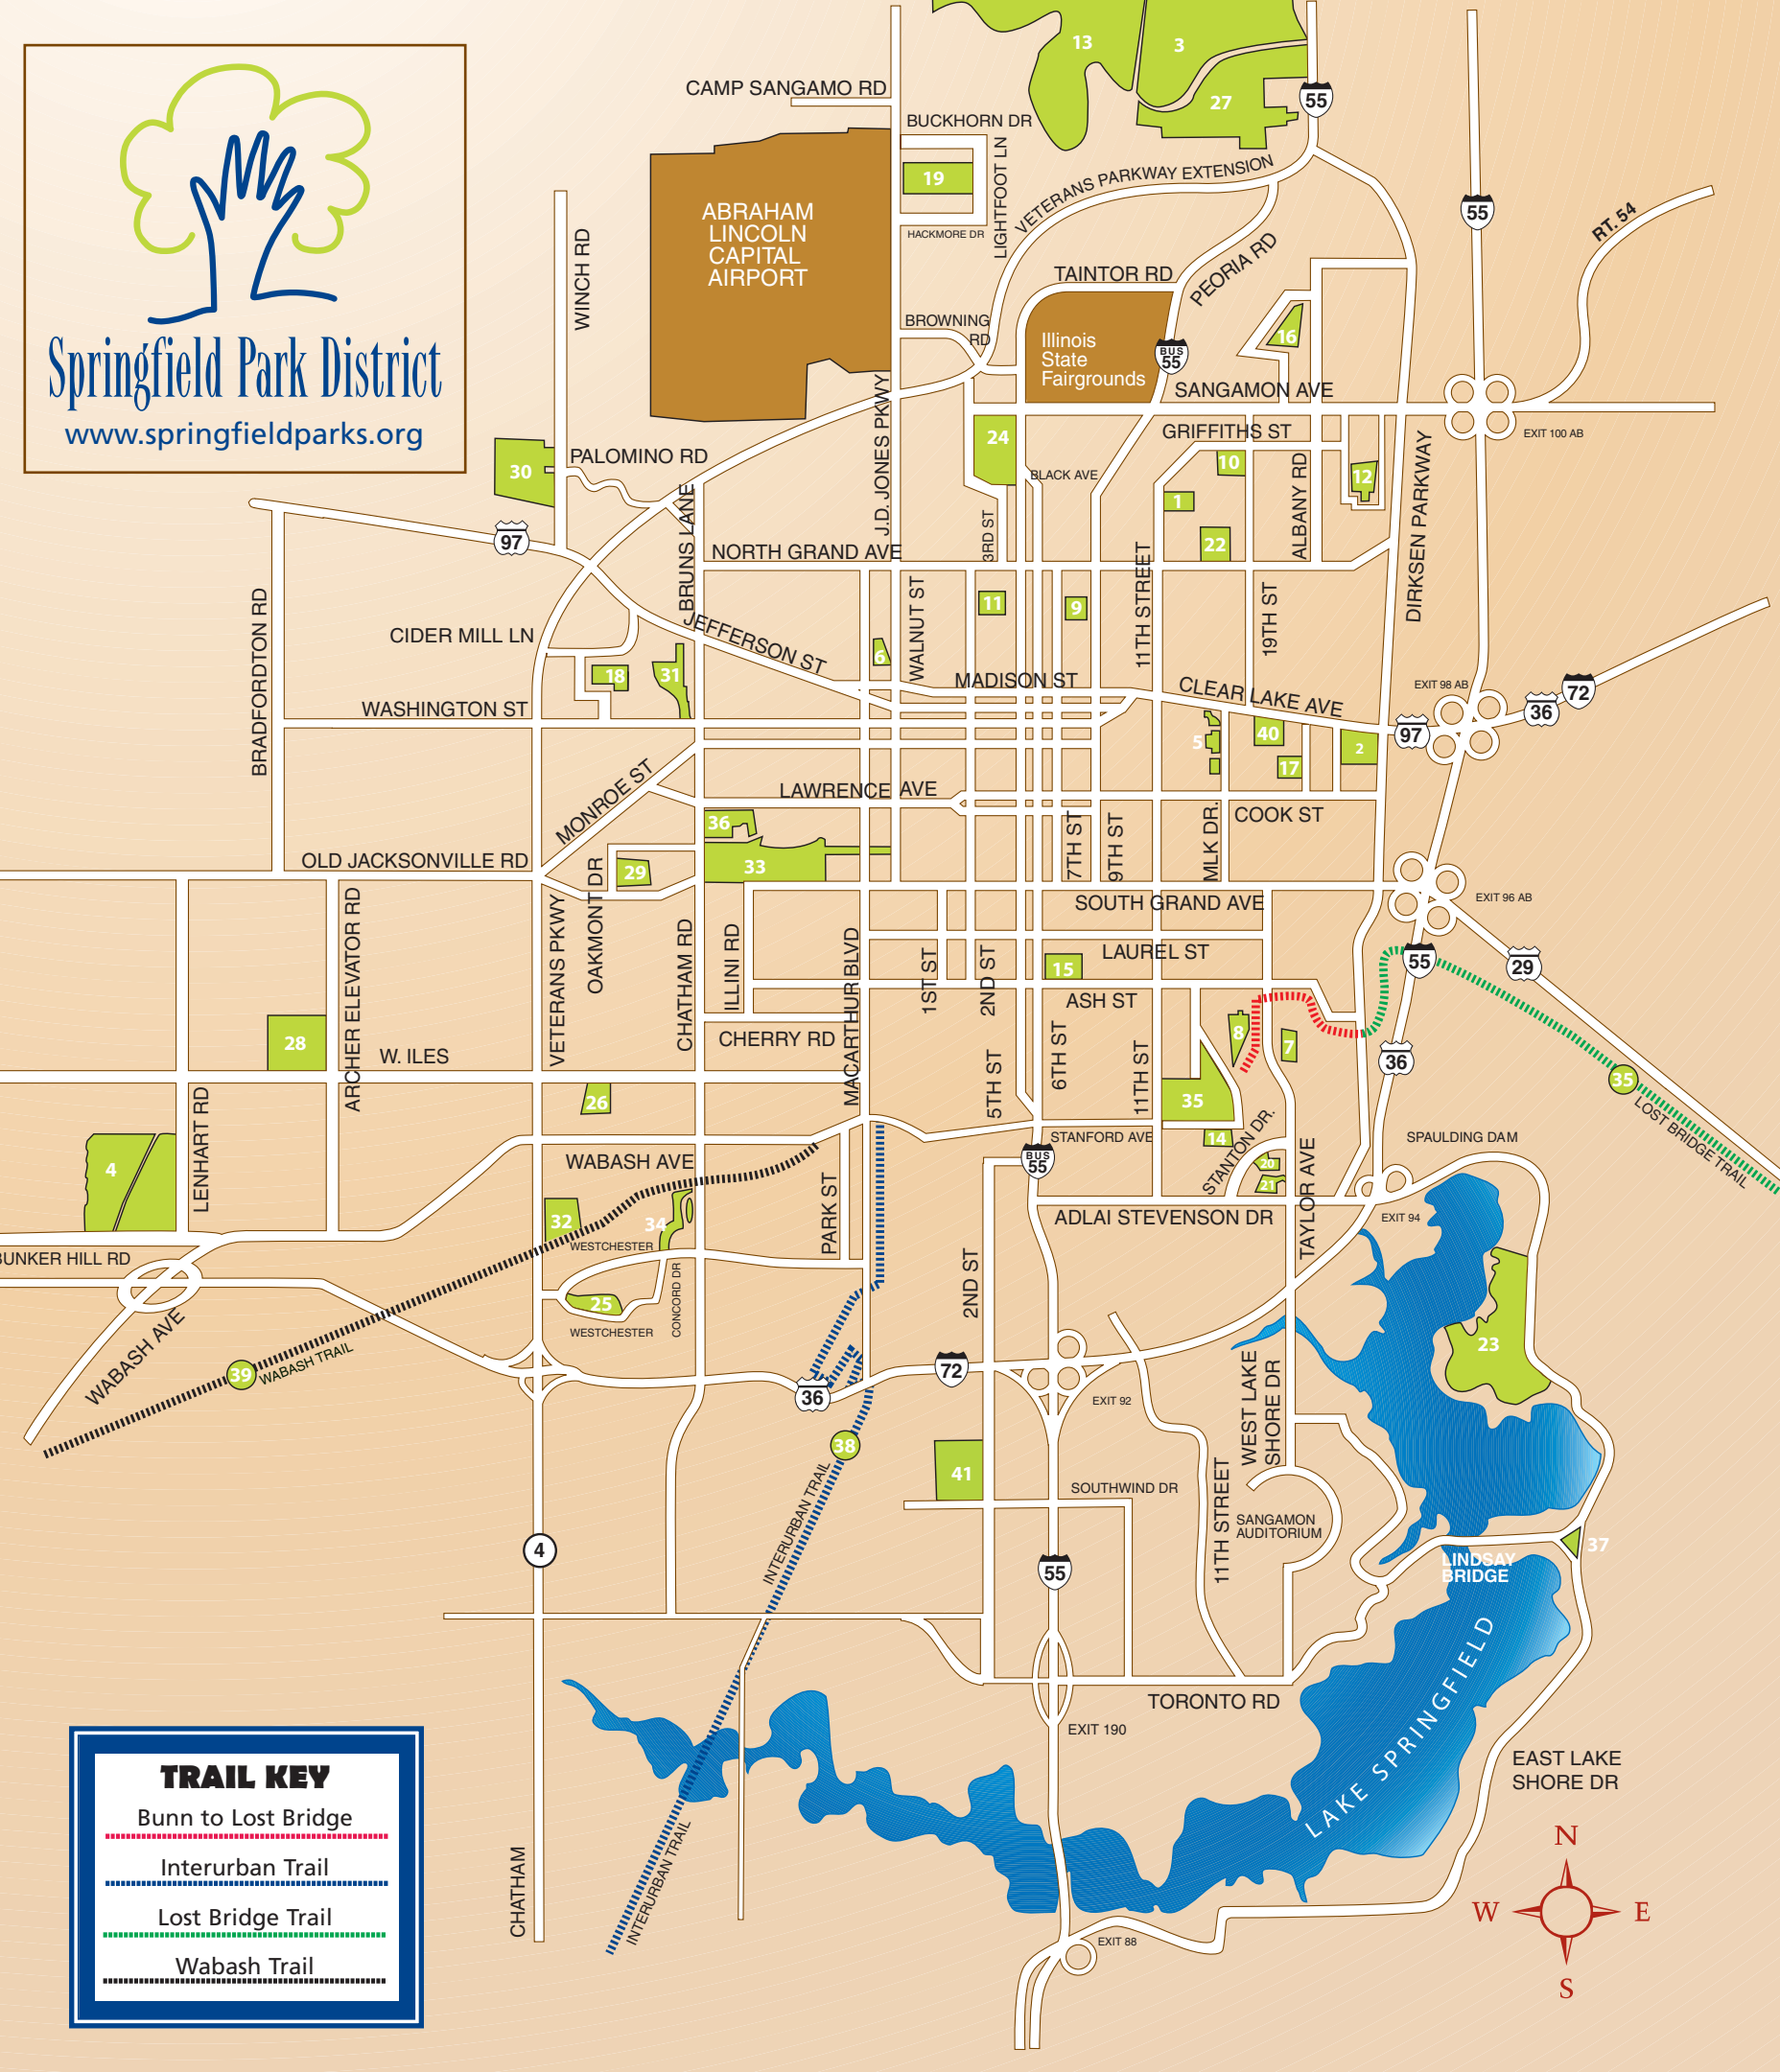 Springfield Park District
www.springfieldparks.org
13
3
27
55
CAMP SANGAMO RD
BUCKHORN DR
19
LIGHTFOOT LN
HACKMORE DR
VETERANS PARKWAY EXTENSION
ABRAHAM
LINCOLN
CAPITAL
AIRPORT
WINCH RD
55
RT. 54
TAINTOR RD
PEORIA RD
BROWNING
RD
Illinois
State
Fairgrounds
BUS
55
16
SANGAMON AVE
EXIT 100 AB
J.D. JONES PKWY
24
GRIFFITHS ST
10
12
BLACK AVE
1
22
ALBANY RD
DIRKSEN PARKWAY
30
PALOMINO RD
97
BRUNS LANE
NORTH GRAND AVE
3RD ST
11TH STREET
11
9
19TH ST
WALNUT ST
BRADFORDTON RD
CIDER MILL LN
JEFFERSON ST
6
18
31
MADISON ST
CLEAR LAKE AVE
EXIT 98 AB
72
36
97
WASHINGTON ST
5
40
2
17
MONROE ST
LAWRENCE AVE
COOK ST
36
33
29
7TH ST
9TH ST
MLK DR.
OLD JACKSONVILLE RD
OAKMONT DR
SOUTH GRAND AVE
EXIT 96 AB
ARCHER ELEVATOR RD
VETERANS PKWY
CHATHAM RD
ILLINI RD
MACARTHUR BLVD
1ST ST
2ND ST
LAUREL ST
15
55
29
ASH ST
28
W. ILES
CHERRY RD
5TH ST
6TH ST
11TH ST
8
7
36
35
LOST BRIDGE TRAIL
26
35
LENHART RD
4
STANFORD AVE
14
STANTON DR.
SPAULDING DAM
BUS
55
20
21
TAYLOR AVE
WABASH AVE
PARK ST
32
34
WESTCHESTER
ADLAI STEVENSON DR
EXIT 94
BUNKER HILL RD
25
WESTCHESTER
CONCORD DR
2ND ST
23
WABASH AVE
39
WABASH TRAIL
72
36
EXIT 92
WEST LAKE
SHORE DR
38
41
INTERURBAN TRAIL
SOUTHWIND DR
11TH STREET
SANGAMON
AUDITORIUM
4
55
37
LINDSAY
BRIDGE
TORONTO RD
EXIT 190
LAKE SPRINGFIELD
EAST LAKE
SHORE DR
TRAIL KEY
Bunn to Lost Bridge
Interurban Trail
Lost Bridge Trail
Wabash Trail
CHATHAM
INTERURBAN TRAIL
EXIT 88
N
W
E
S